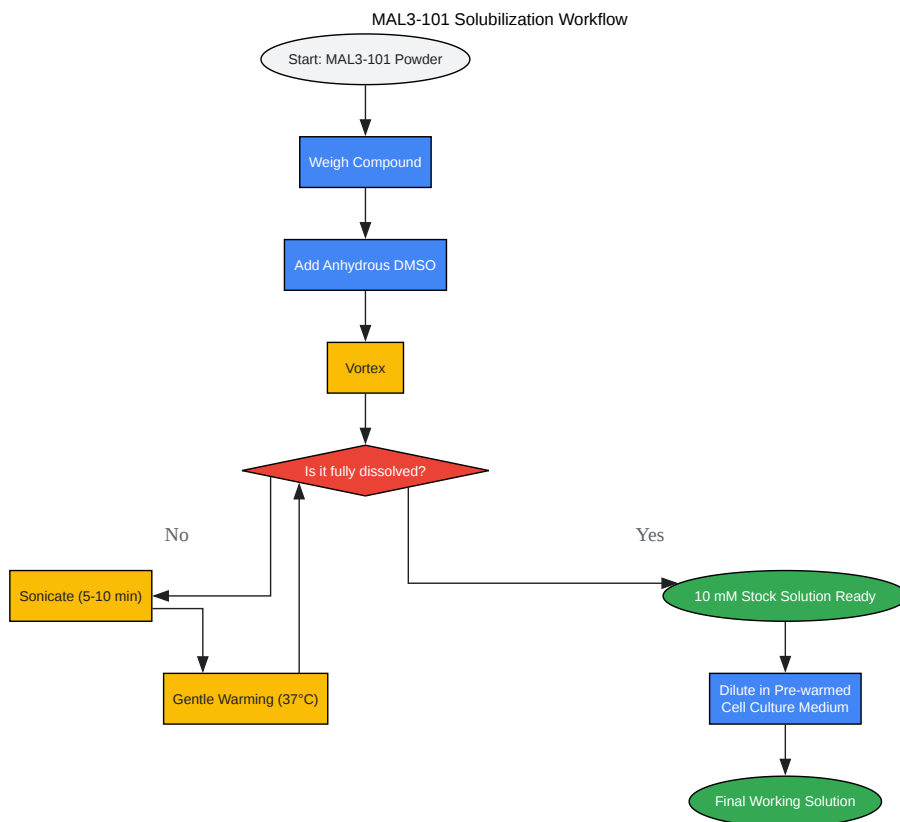 MAL3-101 Solubilization Workflow
Start: MAL3-101 Powder
Weigh Compound
Add Anhydrous DMSO
Vortex
Is it fully dissolved?
No
Yes
Sonicate (5-10 min)
10 mM Stock Solution Ready
Gentle Warming (37°C)
Dilute in Pre-warmed
Cell Culture Medium
Final Working Solution